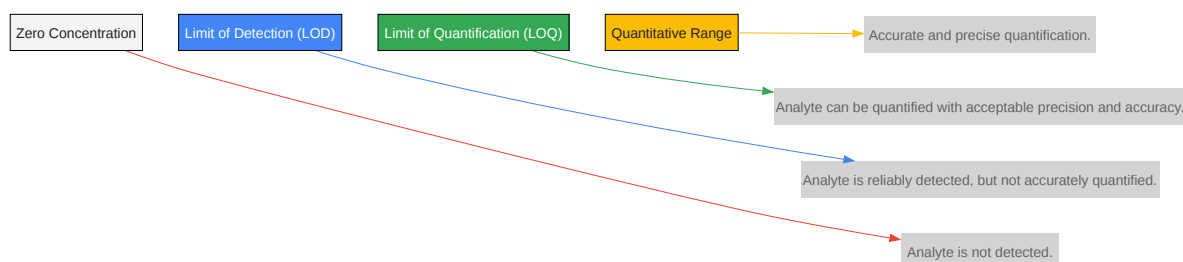 Zero Concentration
Limit of Detection (LOD)
Limit of Quantification (LOQ)
Quantitative Range
Accurate and precise quantification.
Analyte can be quantified with acceptable precision and accuracy.
Analyte is reliably detected, but not accurately quantified.
Analyte is not detected.